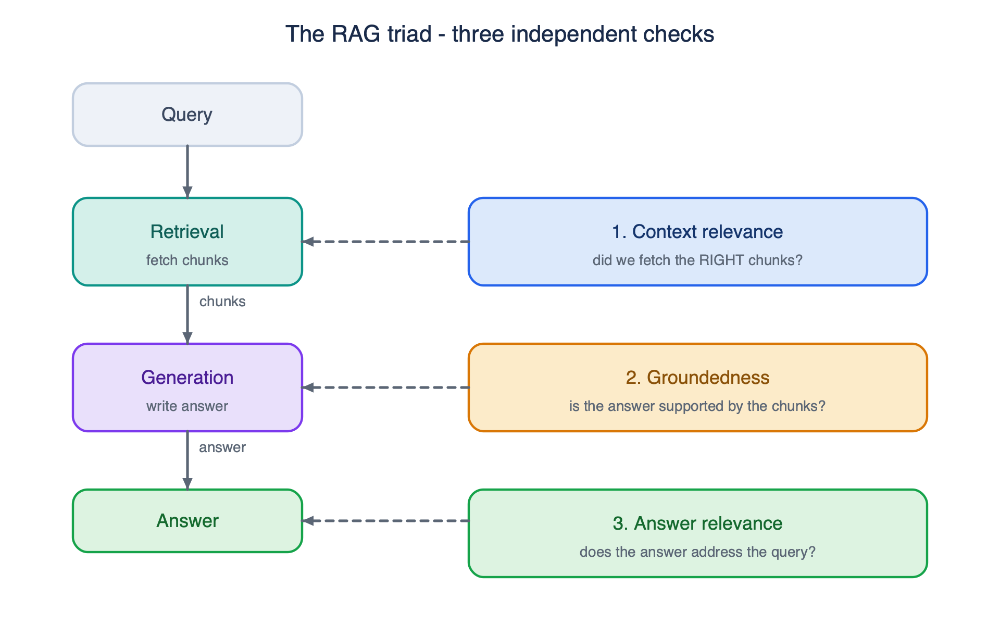 The RAG triad - three independent checks
Query
Retrieval
fetch chunks
1. Context relevance
did we fetch the RIGHT chunks?
chunks
Generation
write answer
2. Groundedness
is the answer supported by the chunks?
answer
Answer
3. Answer relevance
does the answer address the query?